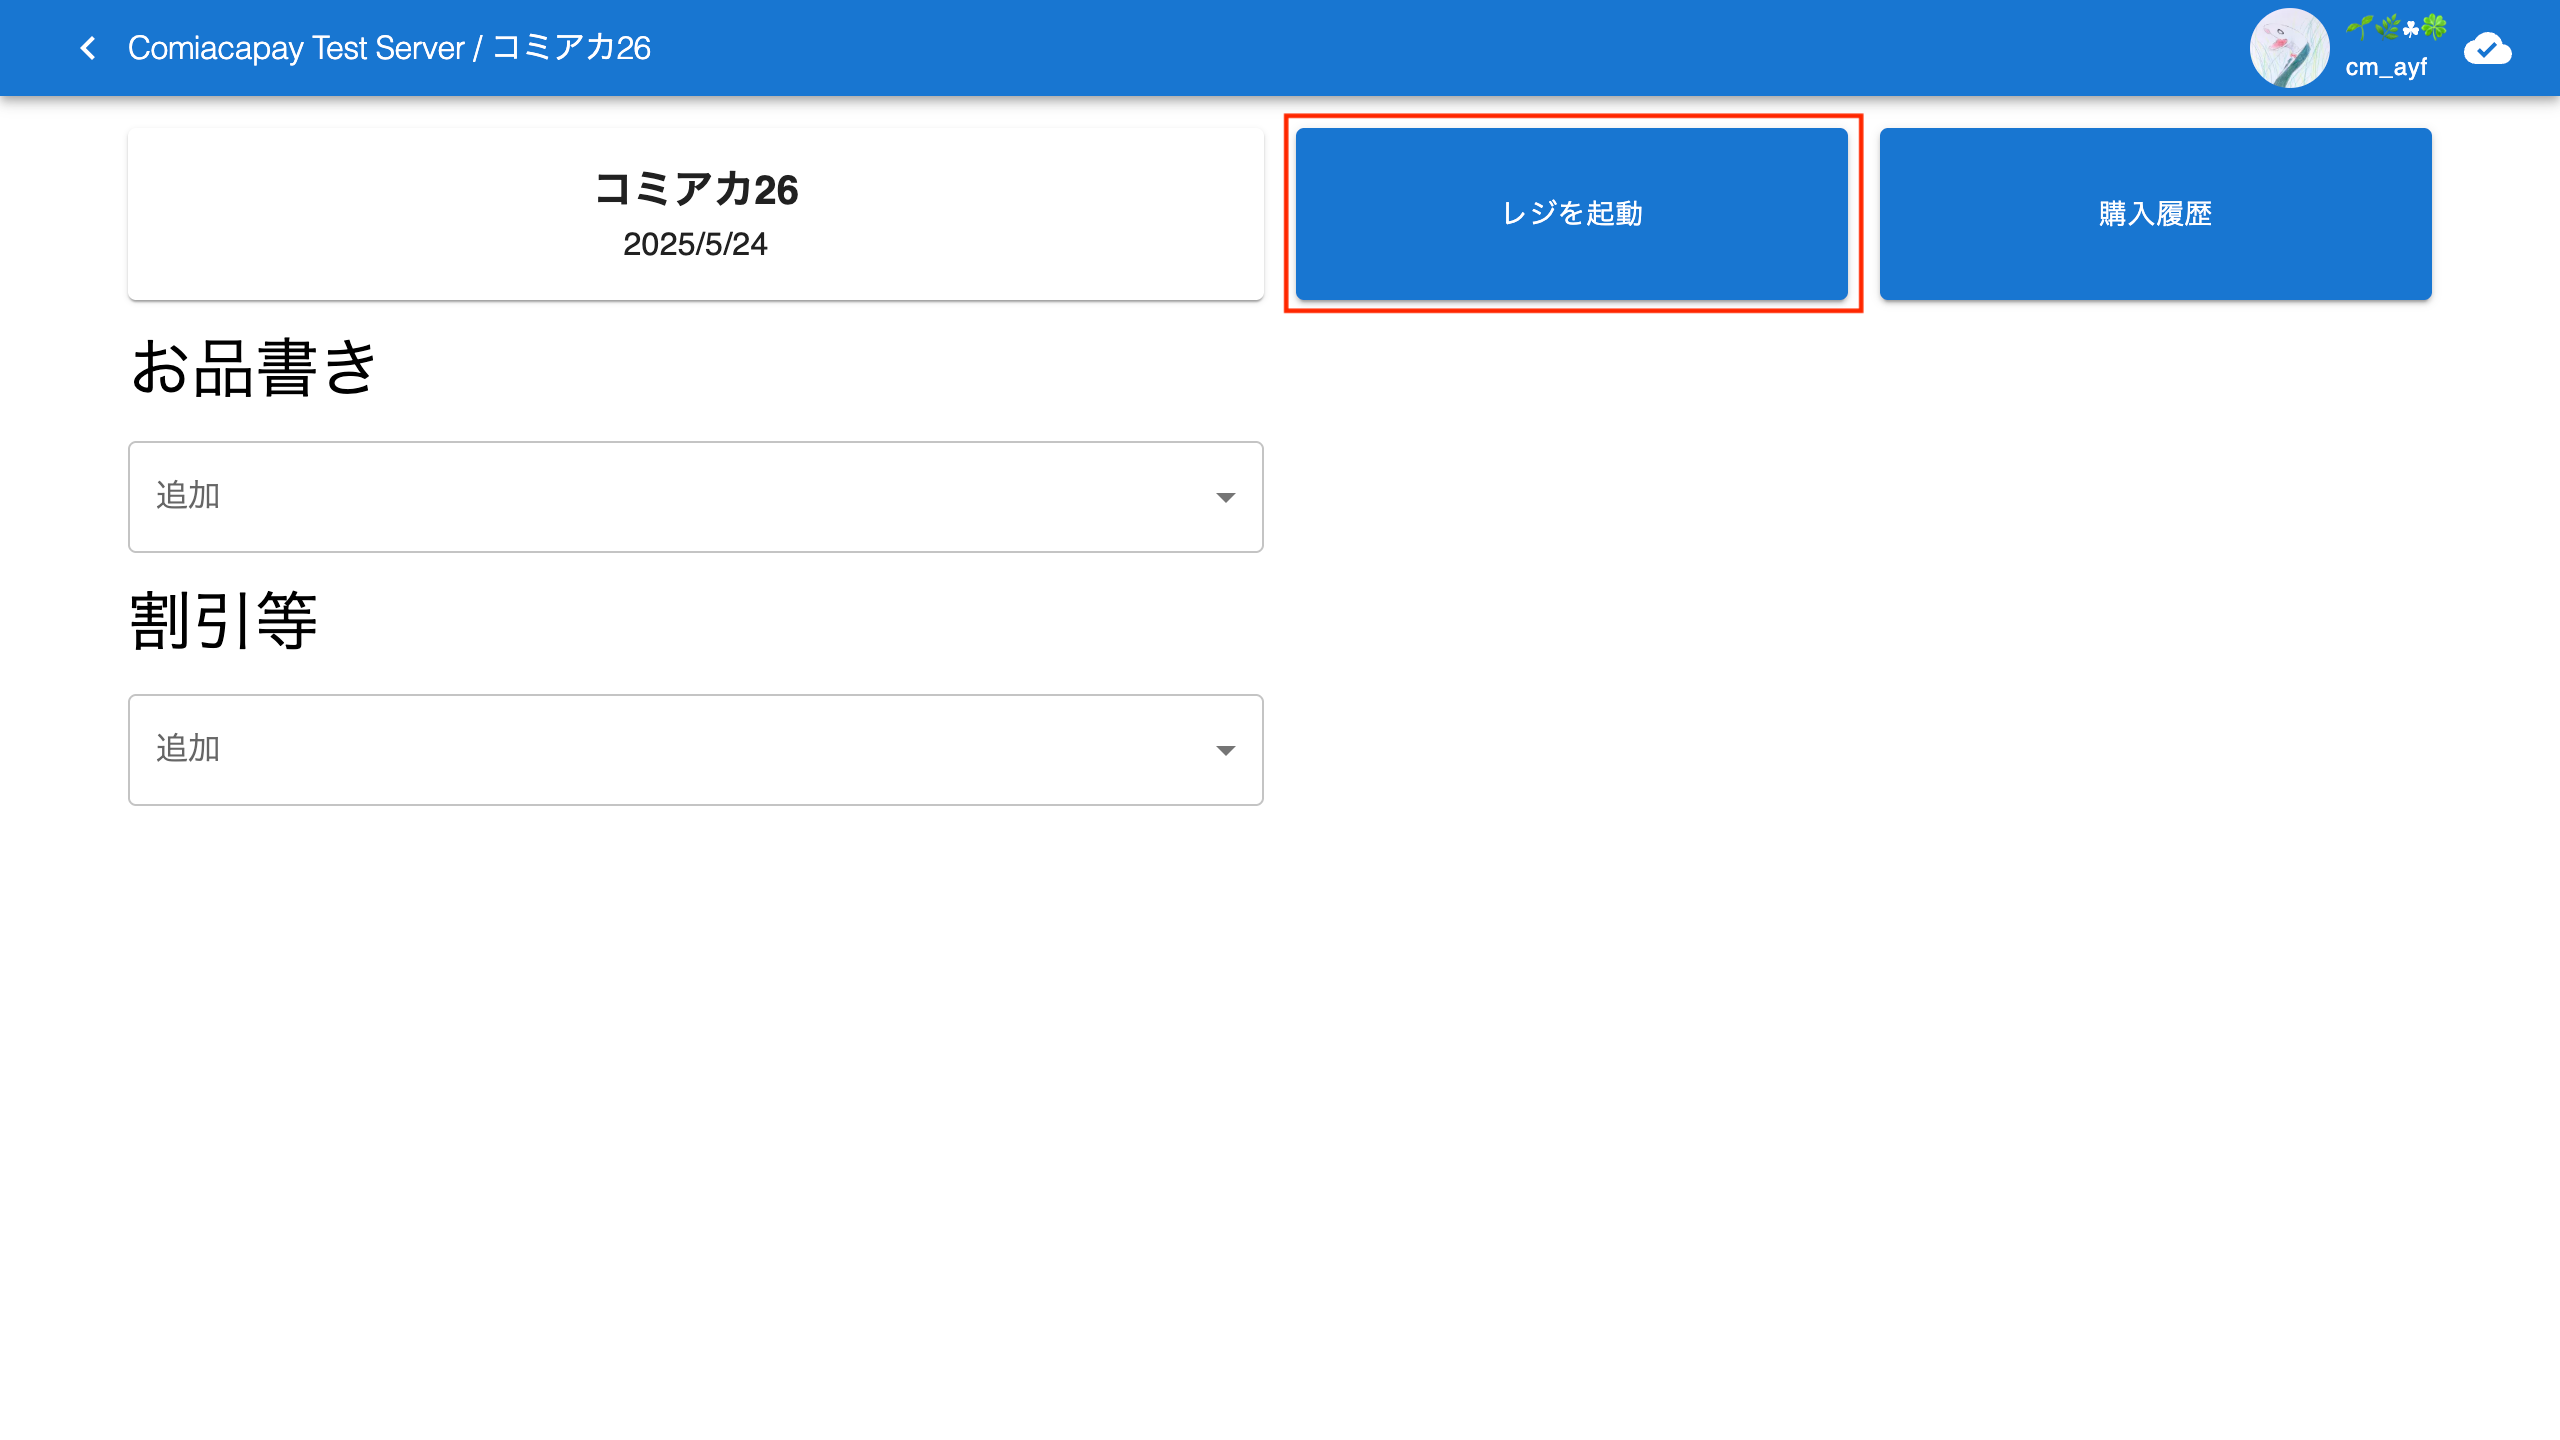 Comiacapay Test Server / コミアカ26
🌱🌿☘🍀
cm_ayf
コミアカ26
2025/5/24
レジを起動
購入履歴
お品書き
追加
割引等
追加